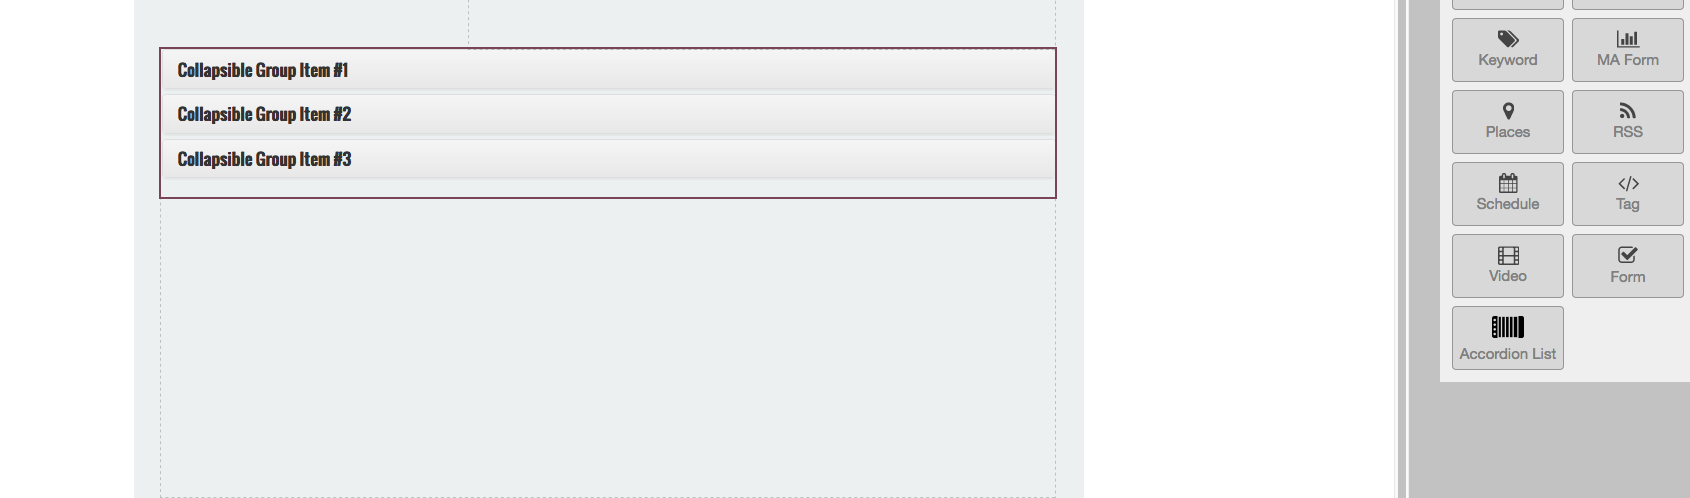 Collapsible Group Item #1
Collapsible Group Item #2
Collapsible Group Item #3
Keyword
MA Form
Places
RSS
Schedule
Tag
Video
Form
Accordion List